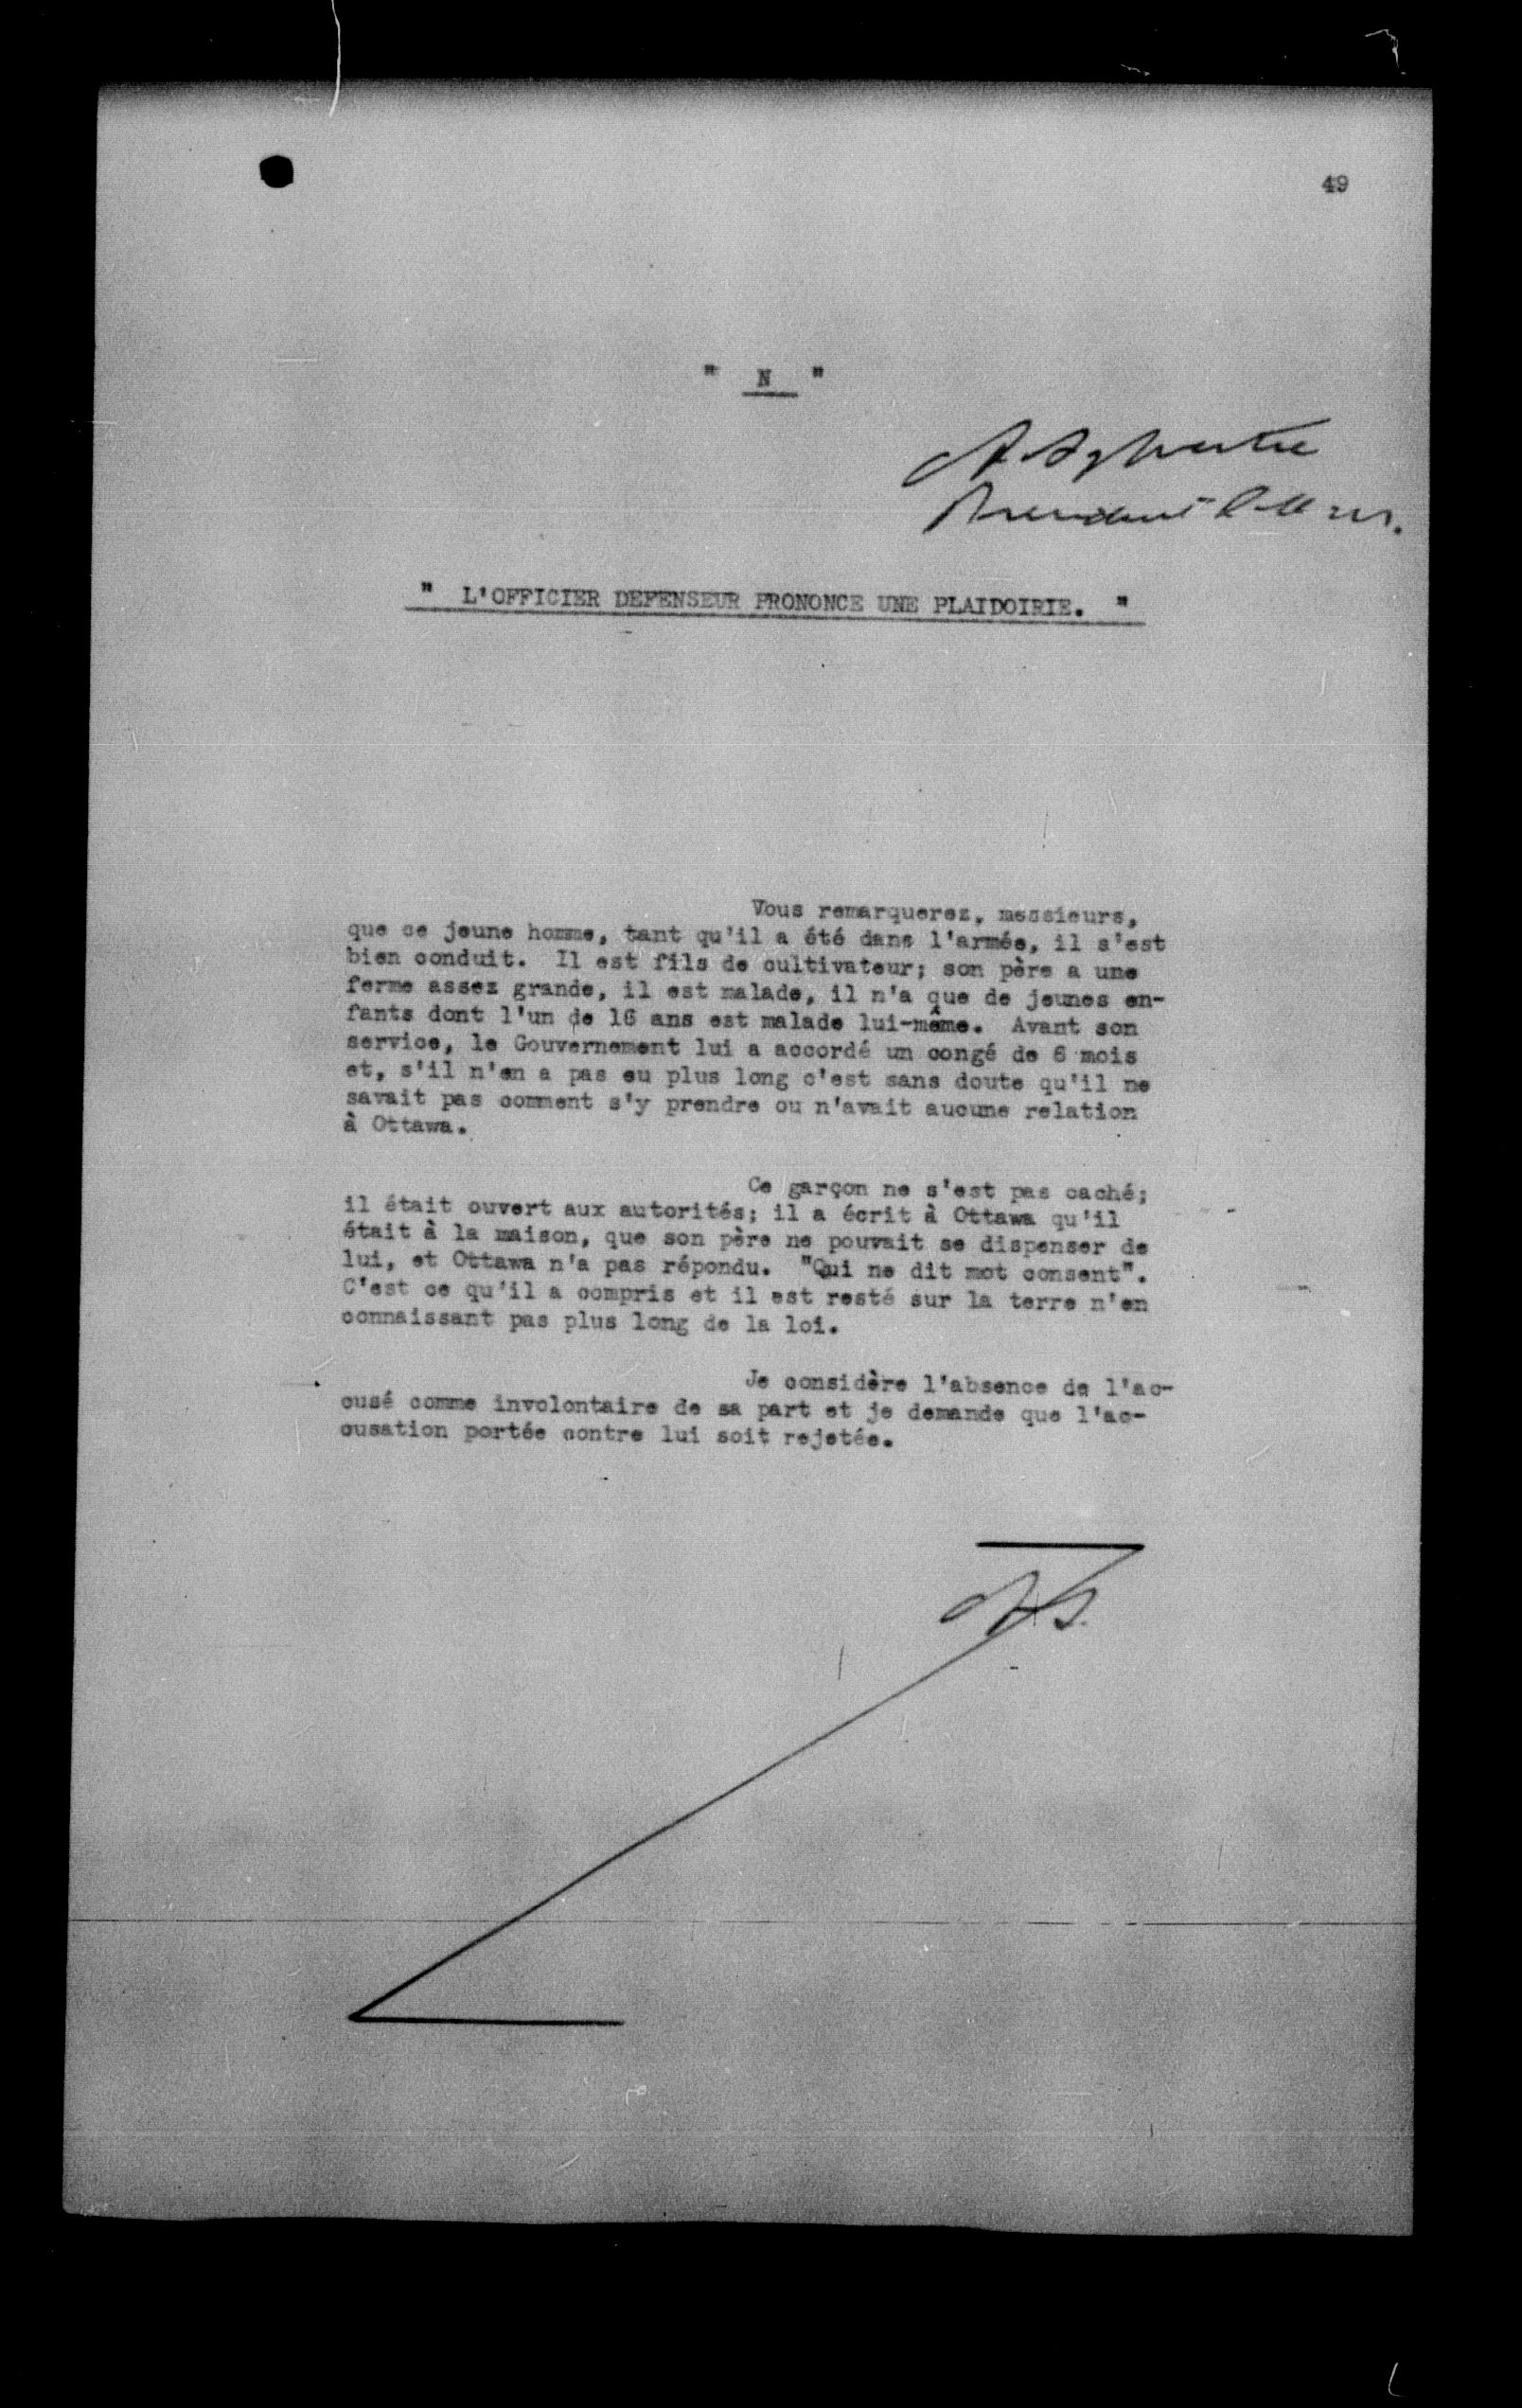 49
" N "
A Sylvestre
" L'OFFICIER DEFENSEUR PRONONCE UNE PLAIDOIRIE. "
Vous remarquerez, messieurs,
que ce jeune homme, tant qu'il a été dans l'armée, il s'est
bien conduit. Il est fils de cultivateur; son père a une
ferme assez grande, il est malade, il n'a que de jeunes en-
fants dont l'un de 16 ans est malade lui-même. Avant son
service, le Gouvernement lui a accordé un congé de 6 mois
et, s'il n'en a pas eu plus long c'est sans doute qu'il ne
savait pas comment s'y prendre ou n'avait aucune relation
à Ottawa.
Ce garçon ne s'est pas caché;
il était ouvert aux autorités; il a écrit à Ottawa qu'il
était à la maison, que son père ne pouvait se dispenser de
lui, et Ottawa n'a pas répondu. "Qui ne dit mot consent".
C'est ce qu'il a compris et il est resté sur la terre n'en
connaissant pas plus long de la loi.
Je considère l'absence de l'ac-
cusé comme involontaire de sa part et je demande que l'ac-
cusation portée contre lui soit rejetée.
AS.